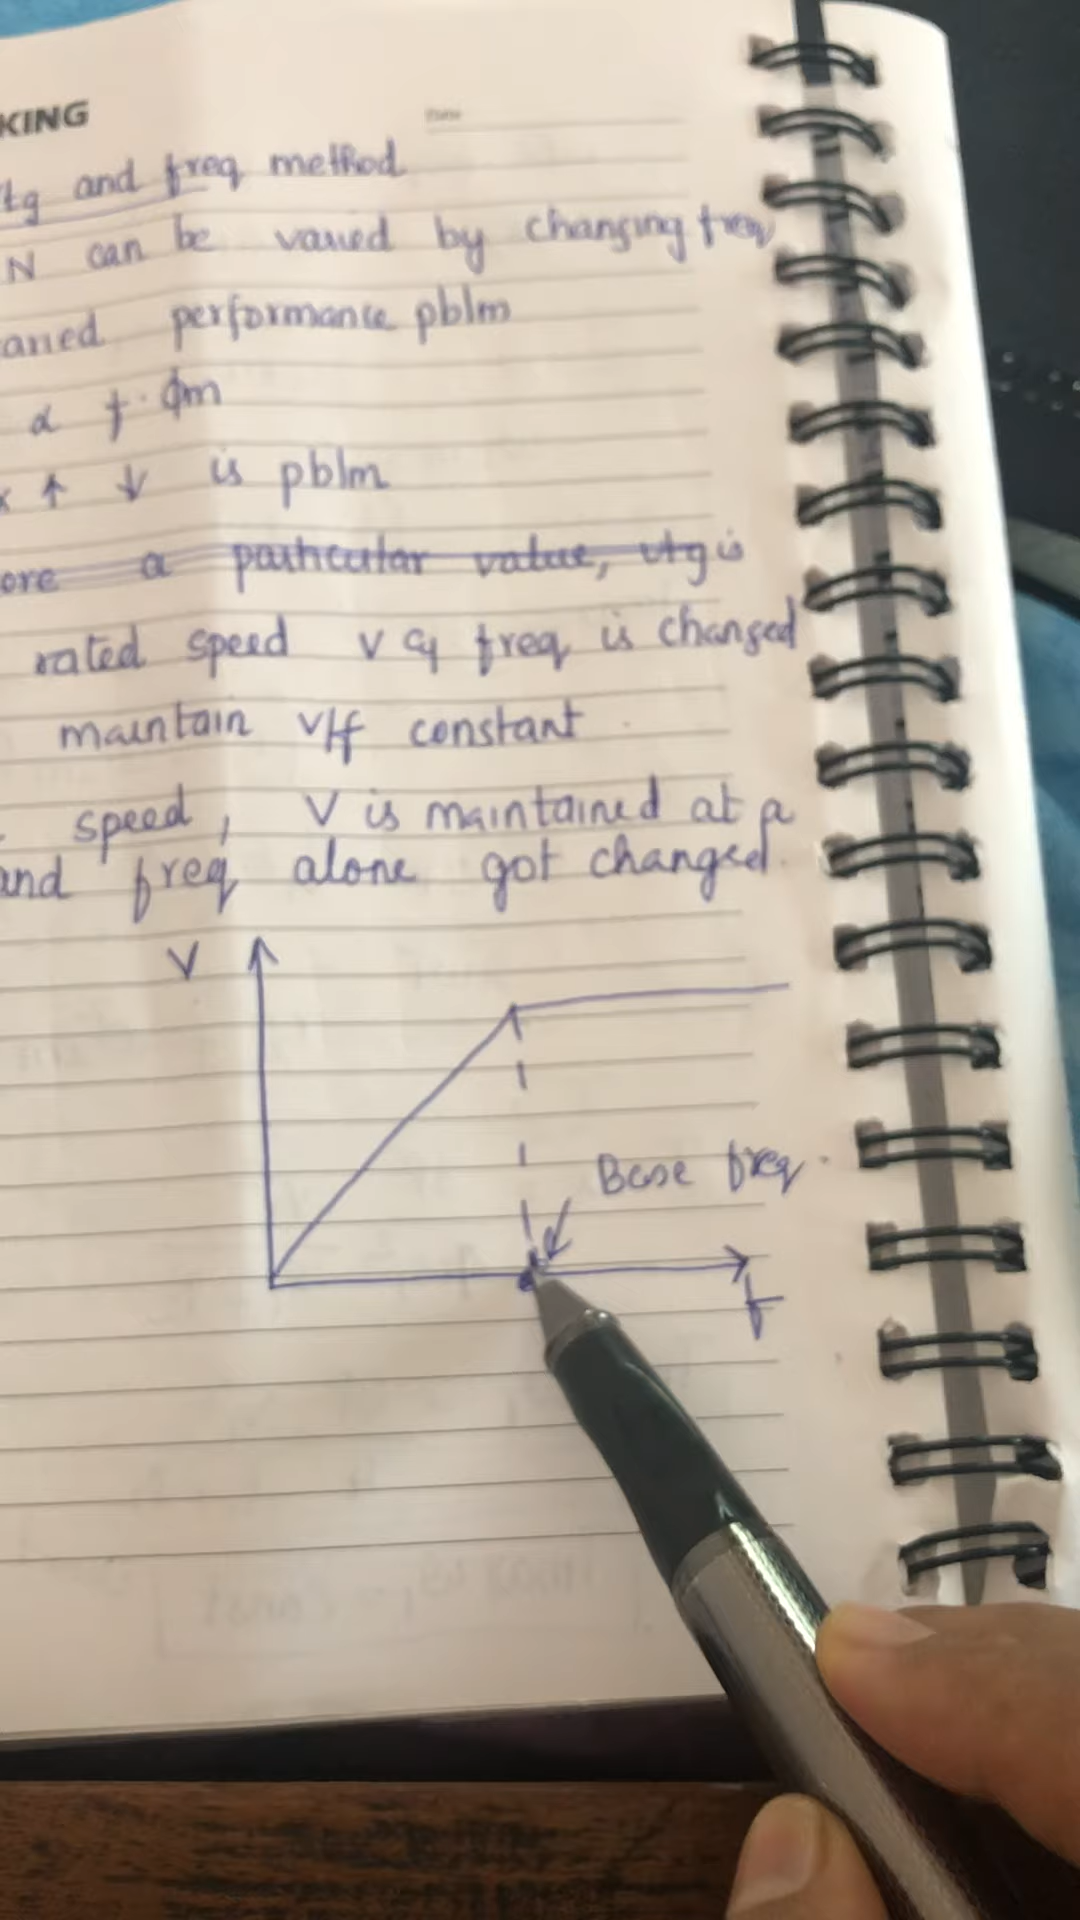 KING
Date
tg and freq method
N can be varied by changing freq
aried performance pblm
α f · ϕm
↑ ↓ is pblm
ore a particular value, vtg is
rated speed V & freq is changed
maintain V/f constant
speed, V is maintained at a
and freq alone got changed.
V
Base freq.
f